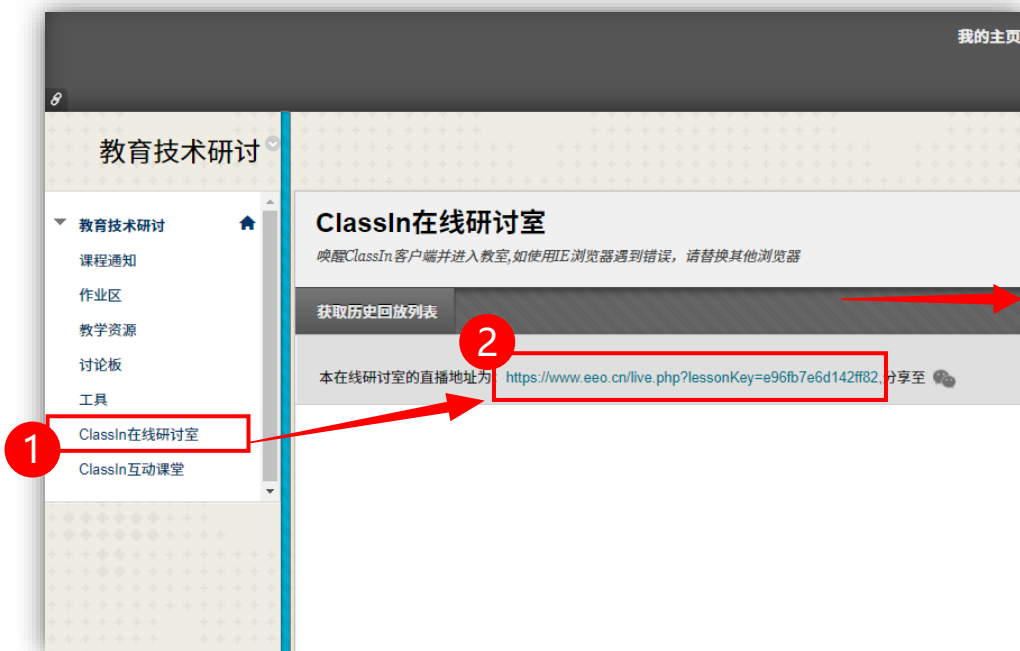 我的主页
教育技术研讨
教育技术研讨
课程通知
作业区
教学资源
讨论板
工具
ClassIn在线研讨室
ClassIn互动课堂
1
ClassIn在线研讨室
唤醒ClassIn客户端并进入教室,如使用IE浏览器遇到错误，请替换其他浏览器
获取历史回放列表
2
本在线研讨室的直播地址为：https://www.eeo.cn/live.php?lessonKey=e96fb7e6d142ff82,分享至